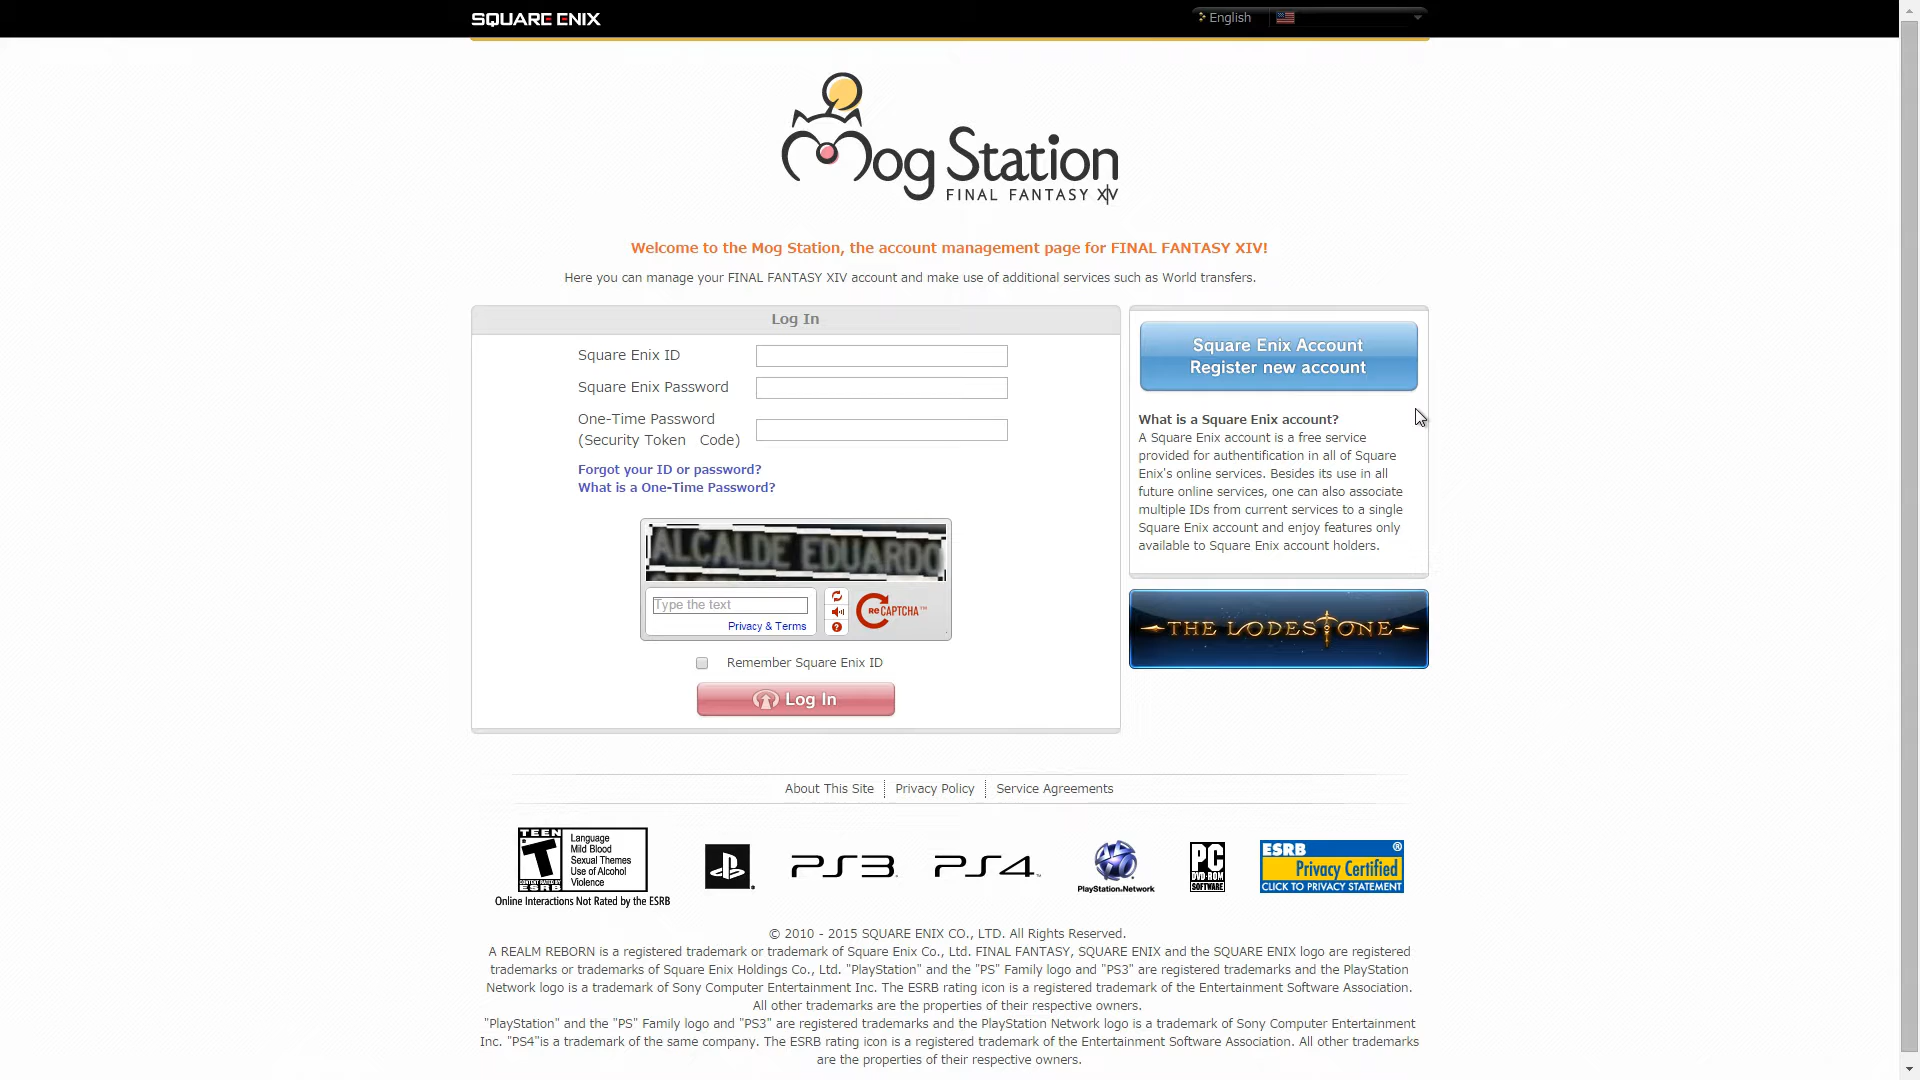 SQUARE ENIX
English
Mog Station
FINAL FANTASY XIV
Welcome to the Mog Station, the account management page for FINAL FANTASY XIV!
Here you can manage your FINAL FANTASY XIV account and make use of additional services such as World transfers.
Log In
Square Enix ID
Square Enix Password
One-Time Password
(Security Token Code)
Forgot your ID or password?
What is a One-Time Password?
ALCALDE EDUARDO
Type the text
Privacy & Terms
reCAPTCHA™
Remember Square Enix ID
Log In
Square Enix Account
Register new account
What is a Square Enix account?
A Square Enix account is a free service
provided for authentification in all of Square
Enix's online services. Besides its use in all
future online services, one can also associate
multiple IDs from current services to a single
Square Enix account and enjoy features only
available to Square Enix account holders.
THE LODESTONE
About This Site
Privacy Policy
Service Agreements
TEEN
T
CONTENT RATED BY
ESRB
Language
Mild Blood
Sexual Themes
Use of Alcohol
Violence
Online Interactions Not Rated by the ESRB
PS3
PS4
PlayStation Network
PC
DVD-ROM
SOFTWARE
ESRB ®
Privacy Certified
CLICK TO PRIVACY STATEMENT
© 2010 - 2015 SQUARE ENIX CO., LTD. All Rights Reserved.
A REALM REBORN is a registered trademark or trademark of Square Enix Co., Ltd. FINAL FANTASY, SQUARE ENIX and the SQUARE ENIX logo are registered
trademarks or trademarks of Square Enix Holdings Co., Ltd. "PlayStation" and the "PS" Family logo and "PS3" are registered trademarks and the PlayStation
Network logo is a trademark of Sony Computer Entertainment Inc. The ESRB rating icon is a registered trademark of the Entertainment Software Association.
All other trademarks are the properties of their respective owners.
"PlayStation" and the "PS" Family logo and "PS3" are registered trademarks and the PlayStation Network logo is a trademark of Sony Computer Entertainment
Inc. "PS4"is a trademark of the same company. The ESRB rating icon is a registered trademark of the Entertainment Software Association. All other trademarks
are the properties of their respective owners.